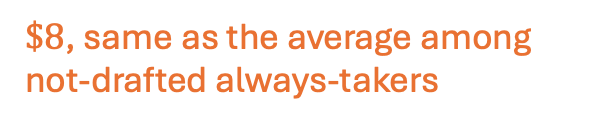 $8, same as the average among
not-drafted always-takers